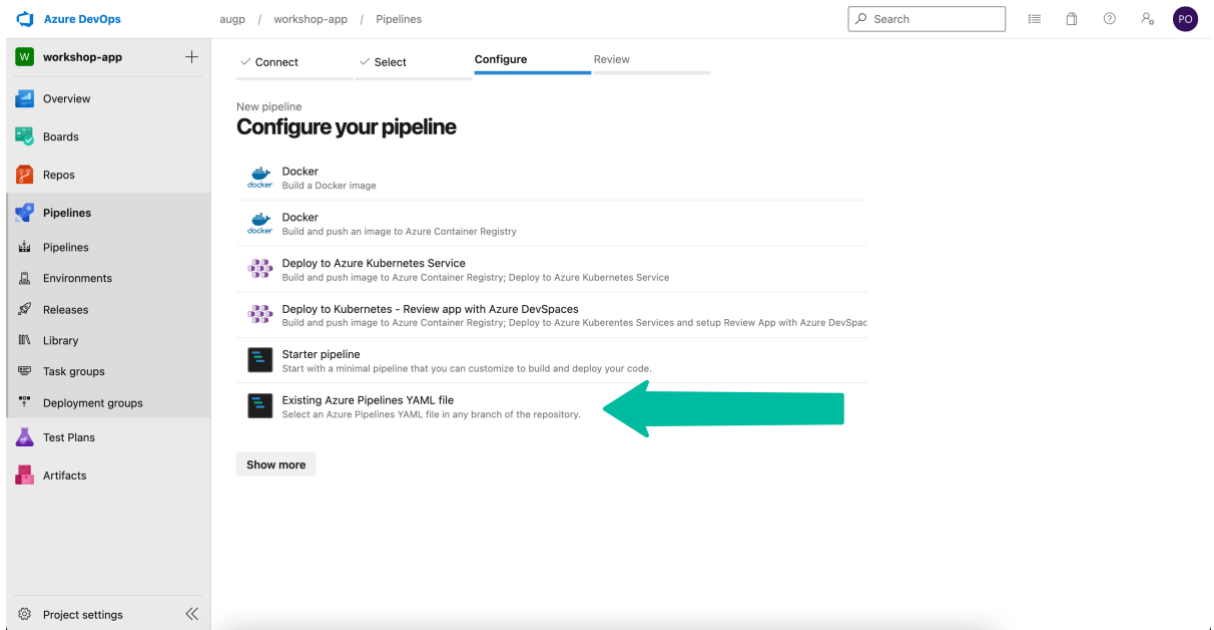 Azure DevOps
augp / workshop-app / Pipelines
Search
PO
W workshop-app
Overview
Boards
Repos
Pipelines
Pipelines
Environments
Releases
Library
Task groups
Deployment groups
Test Plans
Artifacts
Project settings
Connect
Select
Configure
Review
New pipeline
Configure your pipeline
docker
Docker
Build a Docker image
docker
Docker
Build and push an image to Azure Container Registry
Deploy to Azure Kubernetes Service
Build and push image to Azure Container Registry; Deploy to Azure Kubernetes Service
Deploy to Kubernetes - Review app with Azure DevSpaces
Build and push image to Azure Container Registry; Deploy to Azure Kuberentes Services and setup Review App with Azure DevSpac
Starter pipeline
Start with a minimal pipeline that you can customize to build and deploy your code.
Existing Azure Pipelines YAML file
Select an Azure Pipelines YAML file in any branch of the repository.
Show more